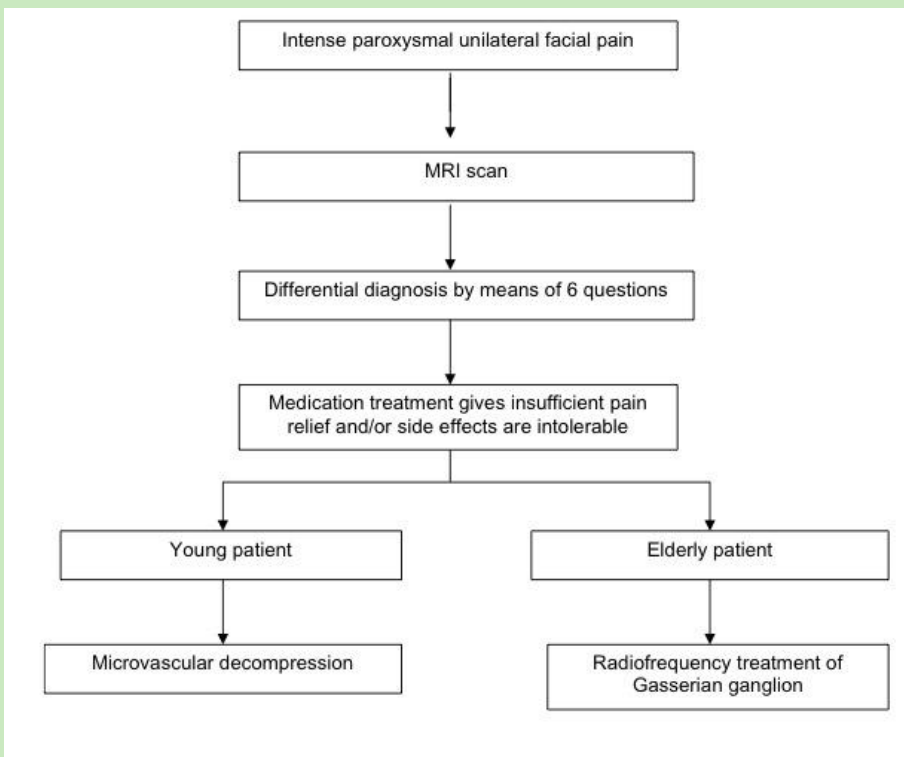 Intense paroxysmal unilateral facial pain
MRI scan
Differential diagnosis by means of 6 questions
Medication treatment gives insufficient pain
relief and/or side effects are intolerable
Young patient
Elderly patient
Microvascular decompression
Radiofrequency treatment of
Gasserian ganglion